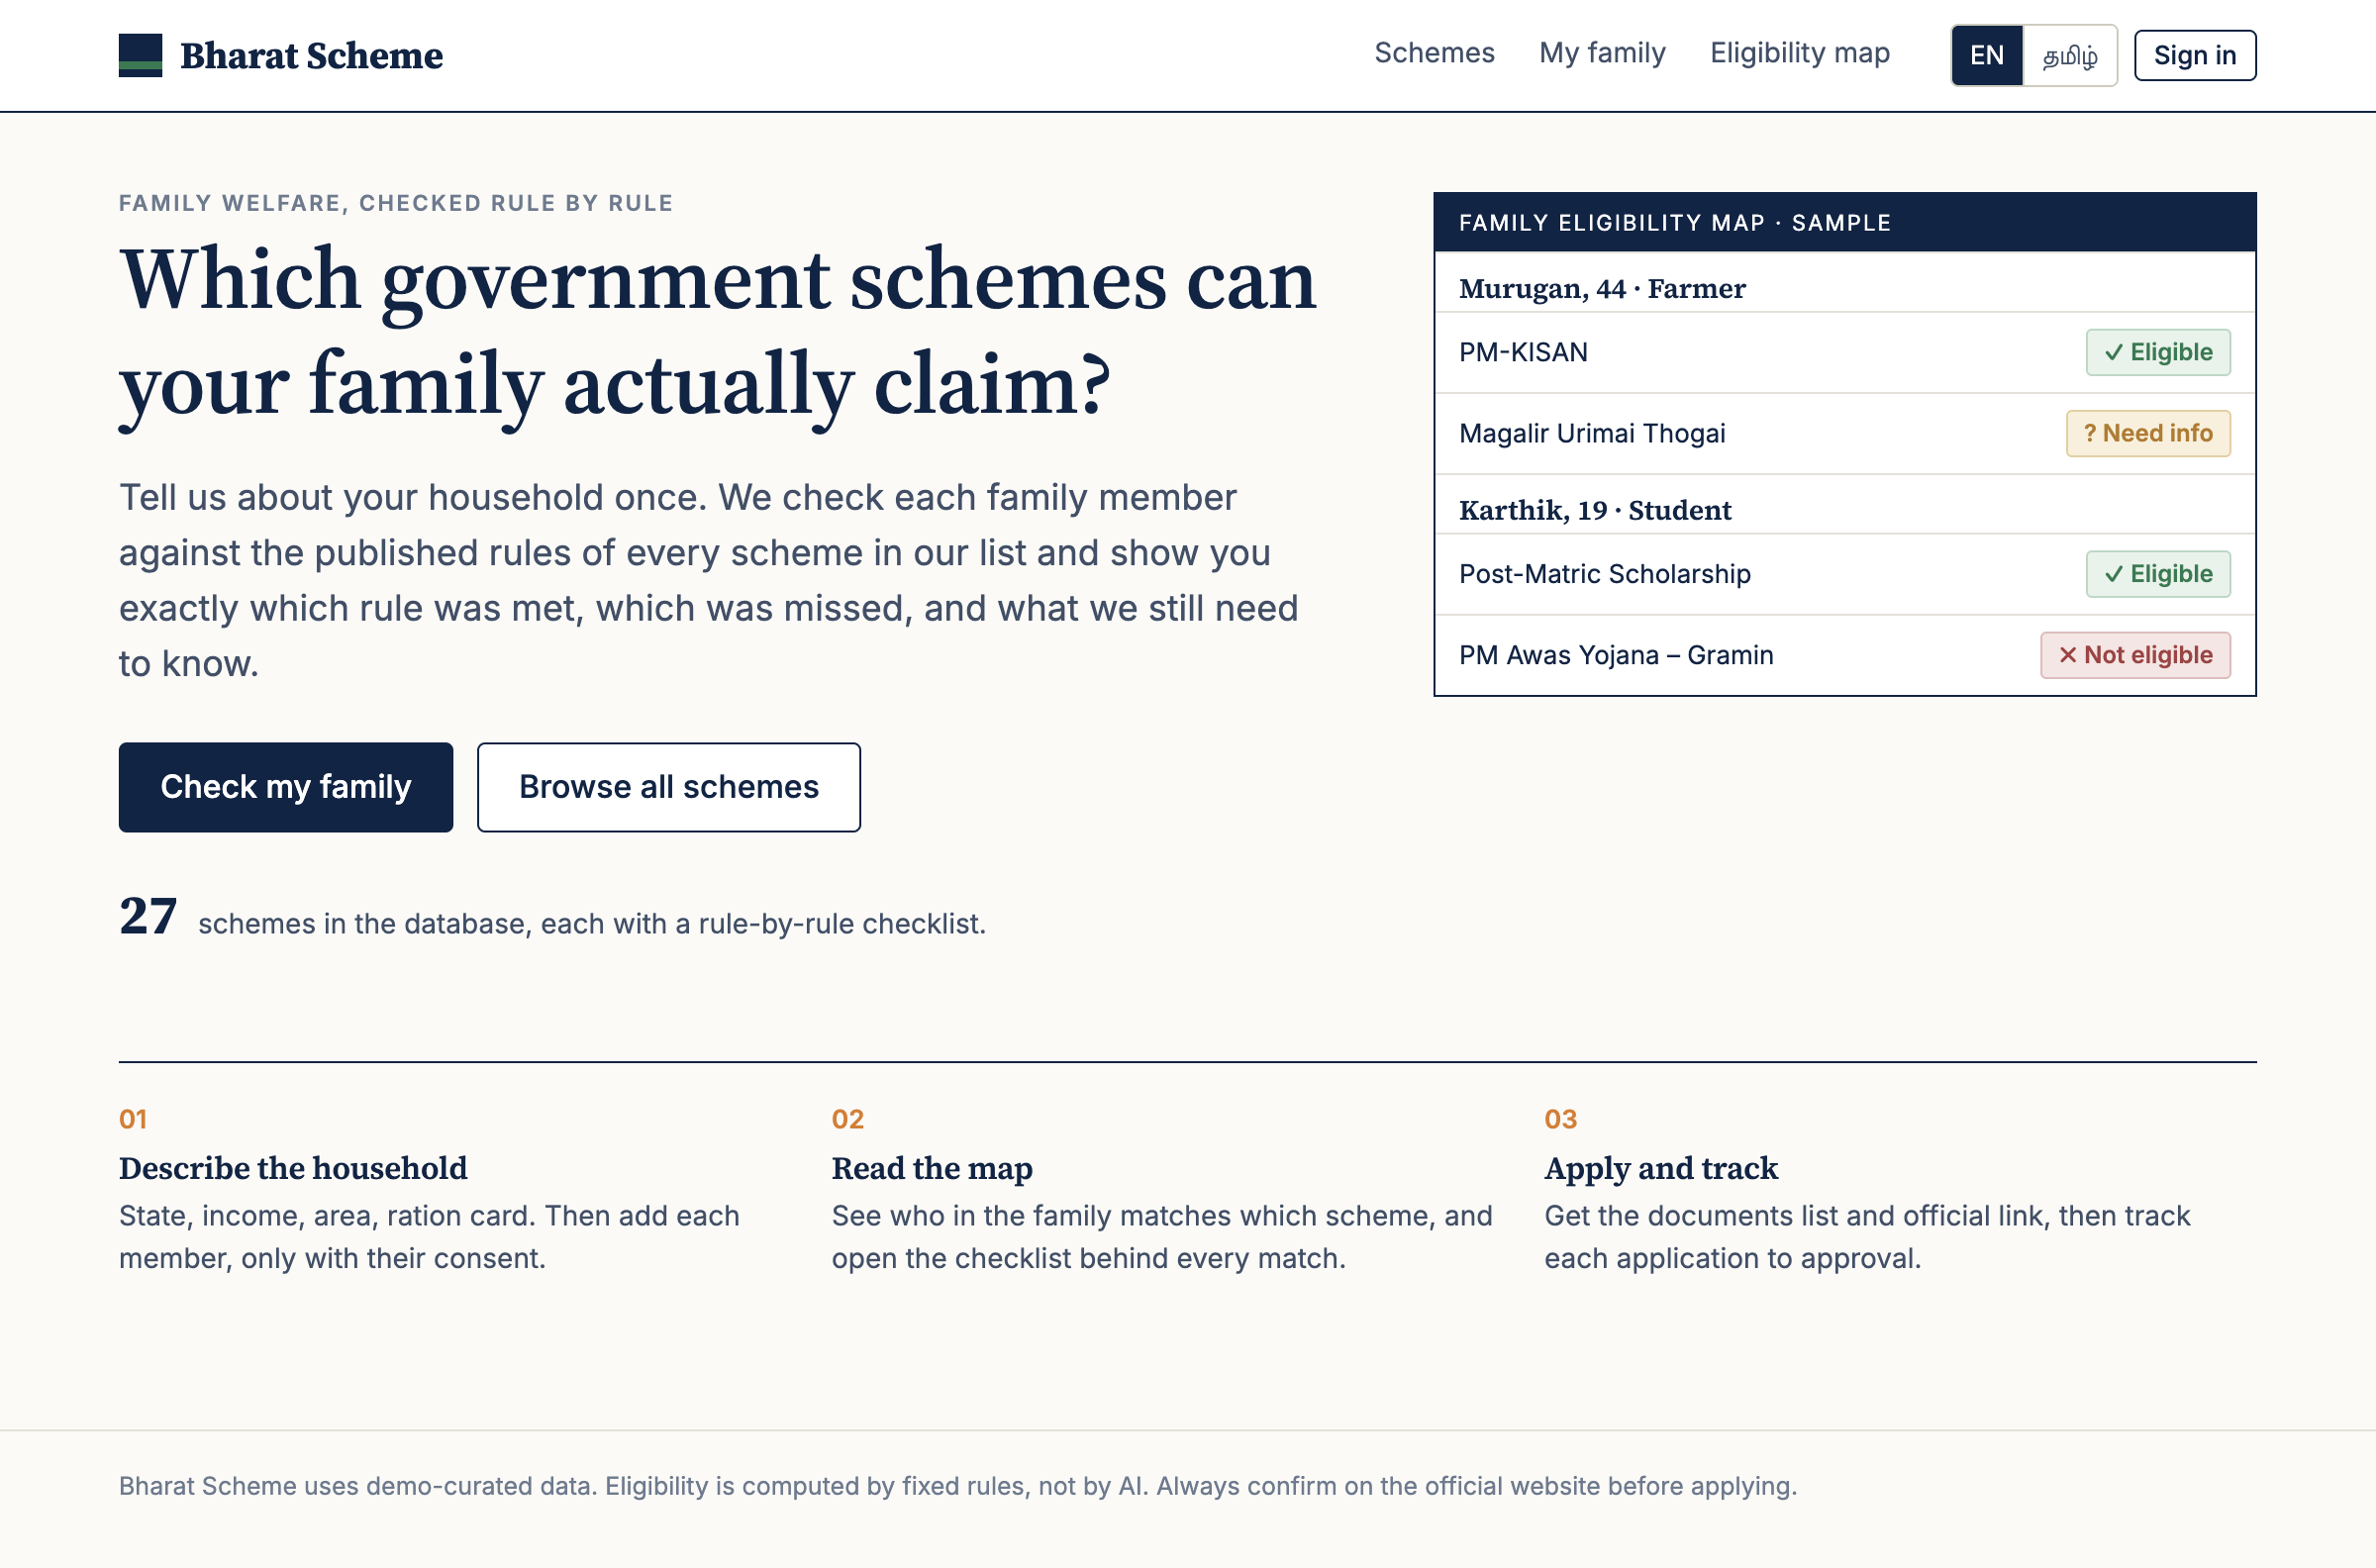 Bharat Scheme
Schemes
My family
Eligibility map
EN
தமிழ்
Sign in
FAMILY WELFARE, CHECKED RULE BY RULE
Which government schemes can
your family actually claim?
Tell us about your household once. We check each family member
against the published rules of every scheme in our list and show you
exactly which rule was met, which was missed, and what we still need
to know.
Check my family
Browse all schemes
27 schemes in the database, each with a rule-by-rule checklist.
FAMILY ELIGIBILITY MAP · SAMPLE
Murugan, 44 · Farmer
PM-KISAN ✓ Eligible
Magalir Urimai Thogai ? Need info
Karthik, 19 · Student
Post-Matric Scholarship ✓ Eligible
PM Awas Yojana – Gramin ✕ Not eligible
01
Describe the household
State, income, area, ration card. Then add each
member, only with their consent.
02
Read the map
See who in the family matches which scheme, and
open the checklist behind every match.
03
Apply and track
Get the documents list and official link, then track
each application to approval.
Bharat Scheme uses demo-curated data. Eligibility is computed by fixed rules, not by AI. Always confirm on the official website before applying.